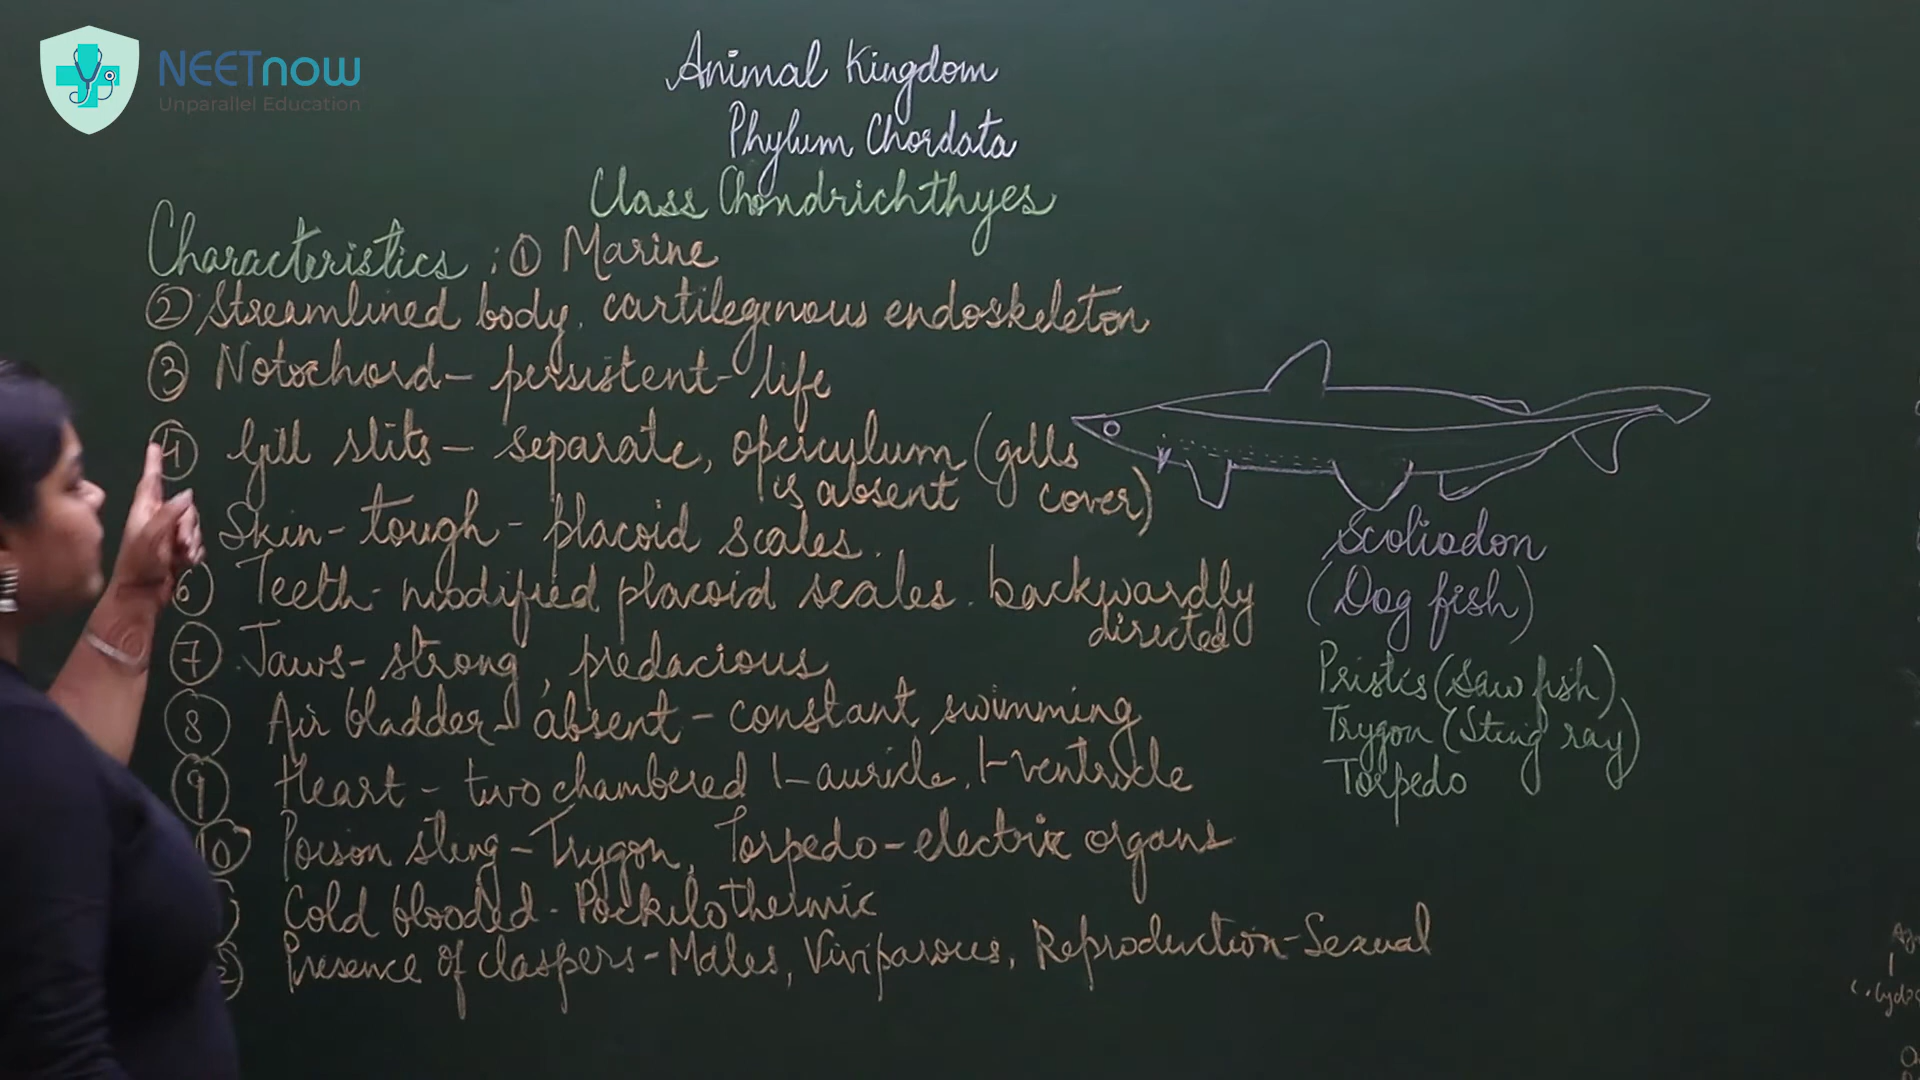 NEETnow
Unparallel Education
Animal Kingdom
Phylum Chordata
Class Chondrichthyes
Characteristics : ① Marine
② Streamlined body, cartilegenous endoskeleton
③ Notochord – persistent – life
④ Gill slits – separate, operculum (gills
is absent cover)
Skin – tough – placoid scales.
6 Teeth – modified placoid scales. backwardly
directed
⑦ Jaws – strong, predacious
⑧ Air bladder – absent – constant swimming
⑨ Heart – two chambered 1 – auricle, 1 – ventricle
⑩ Poison sting – Trygon, Torpedo – electric organs
Cold blooded – Poikilothermic
Presence of claspers – Males, Viviparous, Reproduction – Sexual
Scoliodon
(Dog fish)
Pristis (Saw fish)
Trygon (Sting ray)
Torpedo